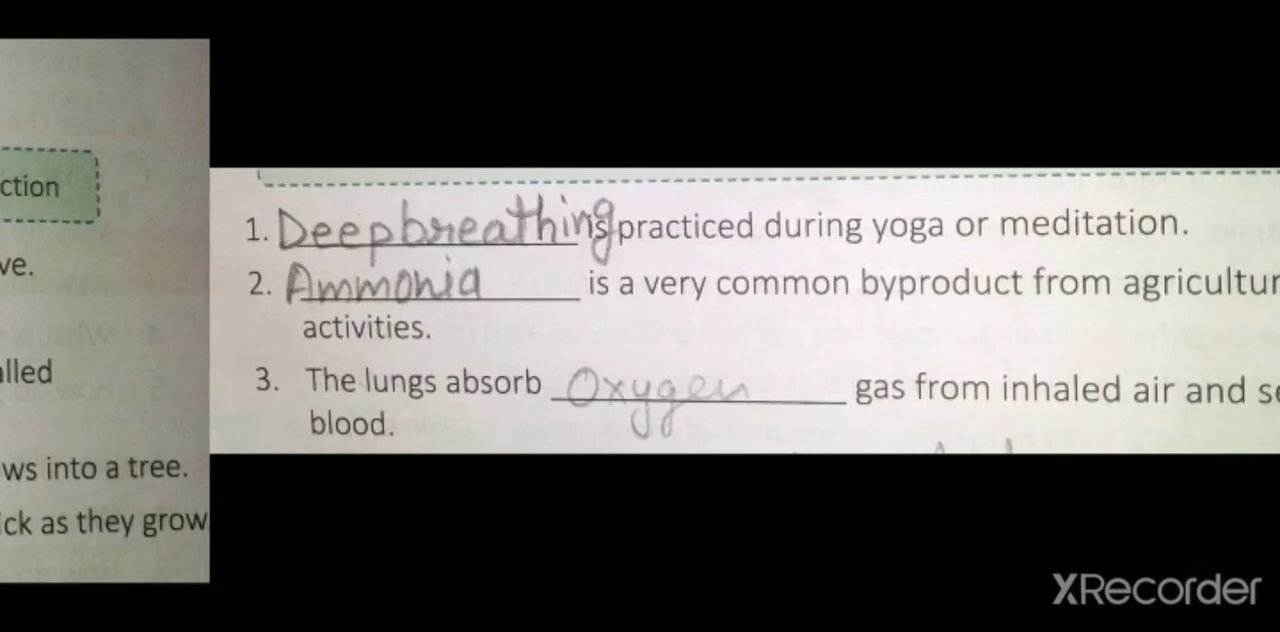 ction
ve.
alled
ws into a tree.
ick as they grow
1. Deepbreathing is practiced during yoga or meditation.
2. Ammonia is a very common byproduct from agricultur
activities.
3. The lungs absorb Oxygen gas from inhaled air and se
blood.
XRecorder